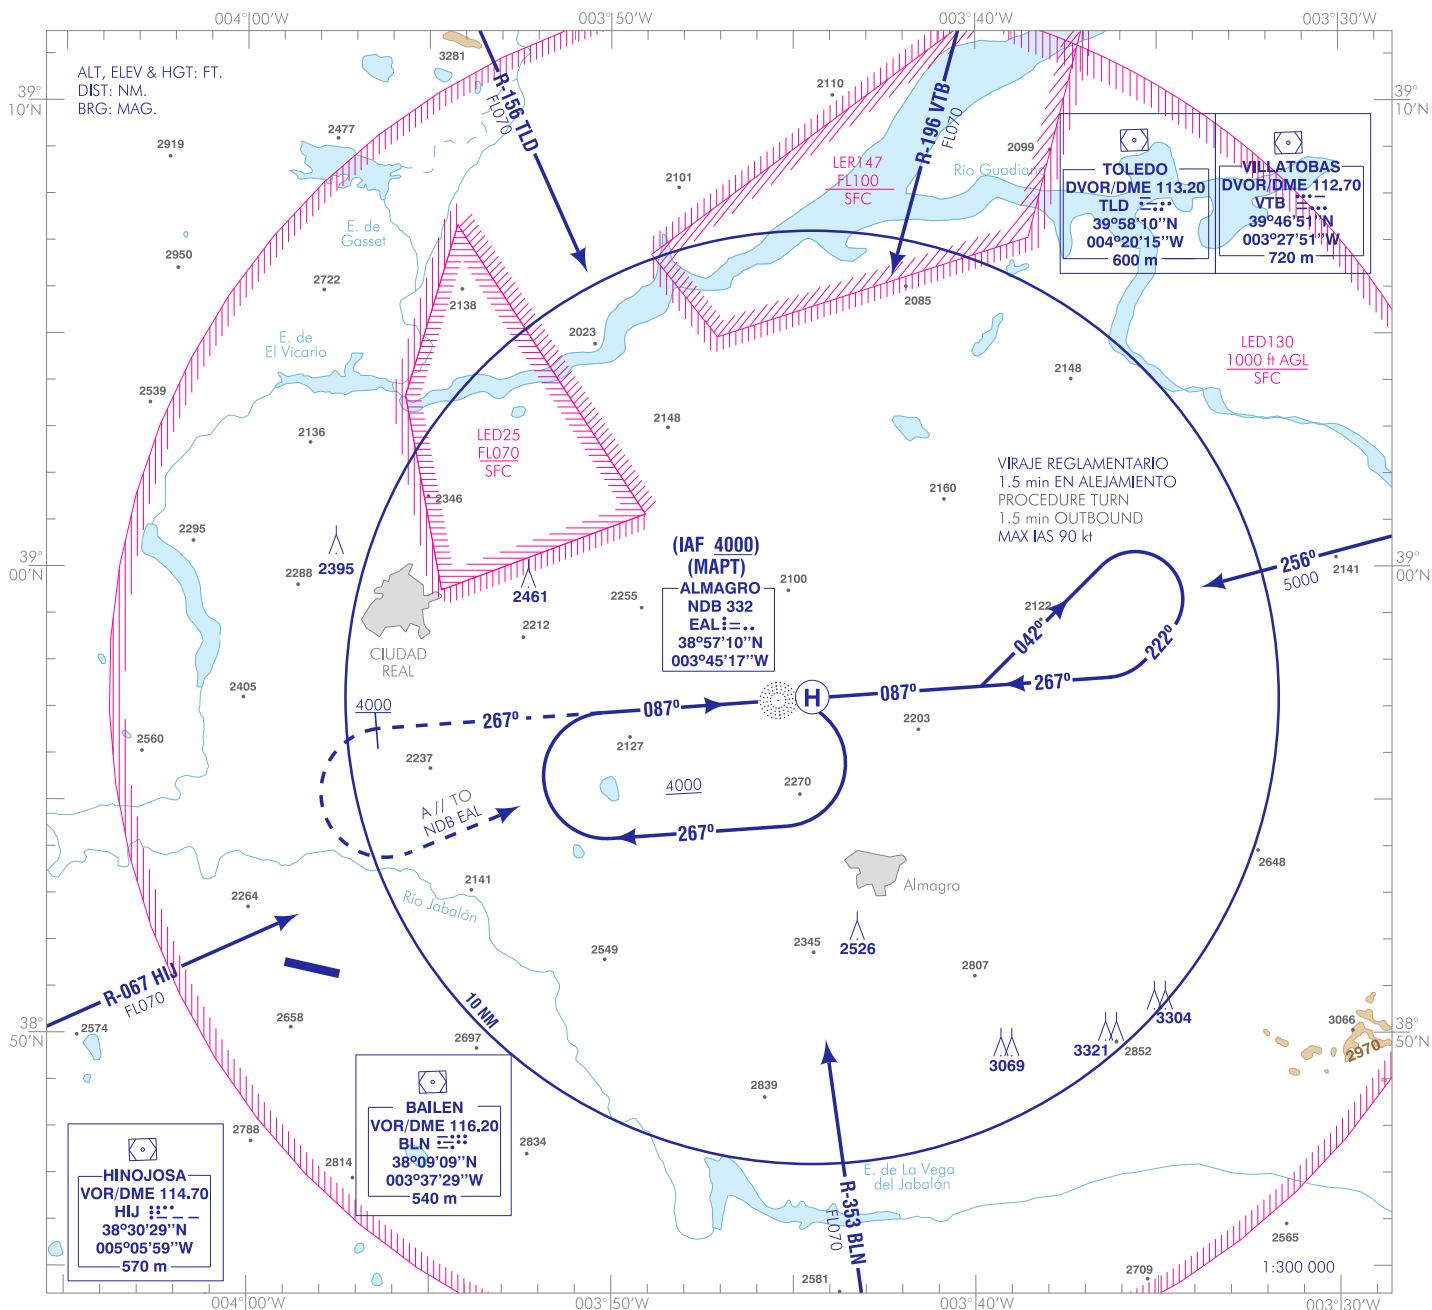 004°00'W
003°50'W
003°40'W
003°30'W
ALT, ELEV & HGT: FT.
DIST: NM.
BRG: MAG.
39°
10'N
39°
10'N
3281
R-156 TLD
FL070
2110
R-196 VTB
FL070
2477
2919
2099
LER147
FL100
SFC
Río Guadiana
2101
TOLEDO
DVOR/DME 113.20
TLD
39°58'10''N
004°20'15''W
600 m
VILLATOBAS
DVOR/DME 112.70
VTB
39°46'51''N
003°27'51''W
720 m
E. de
Gasset
2950
2722
2138
2085
2023
E. de
El Vicario
LED130
1000 ft AGL
SFC
2148
2539
2136
2148
LED25
FL070
SFC
VIRAJE REGLAMENTARIO
1.5 min EN ALEJAMIENTO
PROCEDURE TURN
1.5 min OUTBOUND
MAX IAS 90 kt
2346
2160
2295
39°
00'N
39°
00'N
2395
2288
2461
(IAF 4000)
(MAPT)
ALMAGRO
NDB 332
EAL
38°57'10''N
003°45'17''W
2100
2255
2212
256°
5000
2141
2122
042°
222°
CIUDAD
REAL
2405
4000
267°
087°
H
087°
267°
2203
2560
2127
2237
2270
4000
A // TO
NDB EAL
267°
2648
2141
Almagro
Río Jabalón
2264
2526
2549
2345
2807
R-067 HIJ
FL070
10 NM
3304
2574
2658
2697
3321
2852
3069
3066
2970
38°
50'N
38°
50'N
BAILEN
VOR/DME 116.20
BLN
38°09'09''N
003°37'29''W
540 m
2839
2788
2834
2814
HINOJOSA
VOR/DME 114.70
HIJ
38°30'29''N
005°05'59''W
570 m
E. de La Vega
del Jabalón
R-353 BLN
FL070
2565
1:300 000
2581
2709
004°00'W
003°50'W
003°40'W
003°30'W